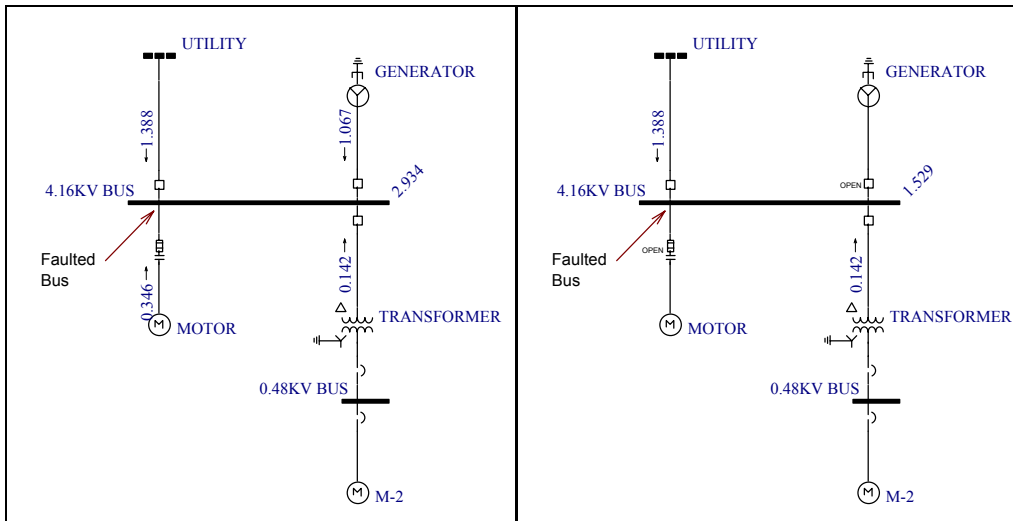 UTILITY
GENERATOR
1.388
1.067
4.16KV BUS
2.934
Faulted
Bus
0.346
0.142
M
MOTOR
TRANSFORMER
0.48KV BUS
M
M-2
UTILITY
GENERATOR
1.388
OPEN
4.16KV BUS
1.529
Faulted
Bus
OPEN
0.142
M
MOTOR
TRANSFORMER
0.48KV BUS
M
M-2